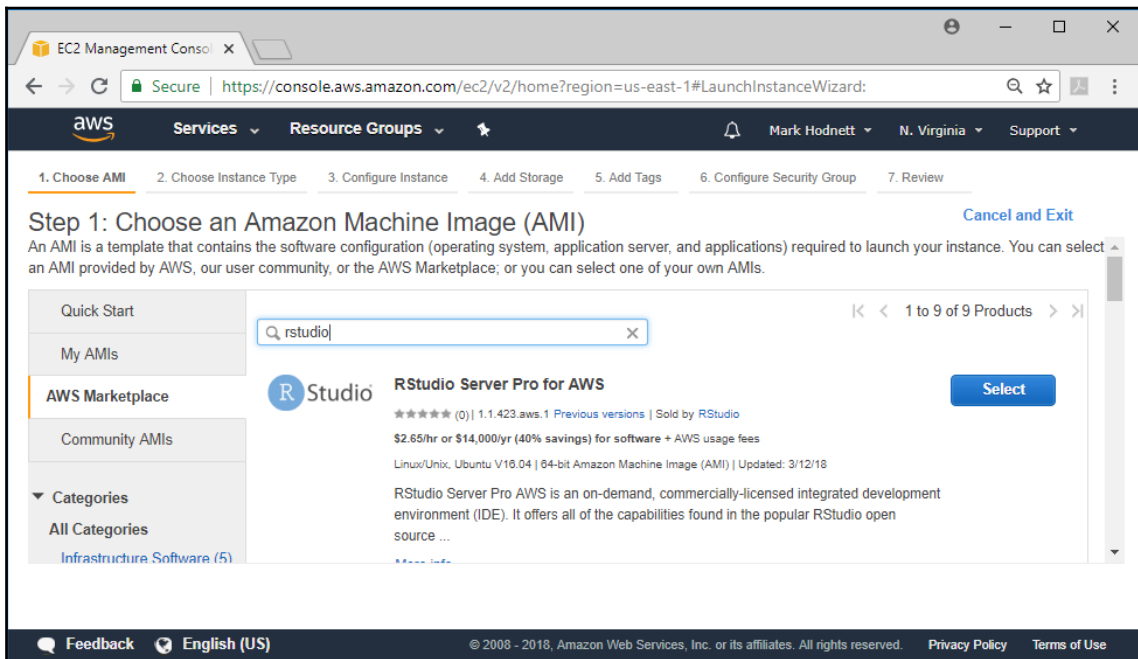 EC2 Management Consol
Secure | https://console.aws.amazon.com/ec2/v2/home?region=us-east-1#LaunchInstanceWizard:
aws Services Resource Groups Mark Hodnett N. Virginia Support
1. Choose AMI 2. Choose Instance Type 3. Configure Instance 4. Add Storage 5. Add Tags 6. Configure Security Group 7. Review
Step 1: Choose an Amazon Machine Image (AMI)
Cancel and Exit
An AMI is a template that contains the software configuration (operating system, application server, and applications) required to launch your instance. You can select
an AMI provided by AWS, our user community, or the AWS Marketplace; or you can select one of your own AMIs.
Quick Start
My AMIs
AWS Marketplace
Community AMIs
Categories
All Categories
Infrastructure Software (5)
1 to 9 of 9 Products
rstudio
R Studio
RStudio Server Pro for AWS
Select
(0) | 1.1.423.aws.1 Previous versions | Sold by RStudio
$2.65/hr or $14,000/yr (40% savings) for software + AWS usage fees
Linux/Unix, Ubuntu V16.04 | 64-bit Amazon Machine Image (AMI) | Updated: 3/12/18
RStudio Server Pro AWS is an on-demand, commercially-licensed integrated development
environment (IDE). It offers all of the capabilities found in the popular RStudio open
source ...
More info
Feedback English (US) © 2008 - 2018, Amazon Web Services, Inc. or its affiliates. All rights reserved. Privacy Policy Terms of Use